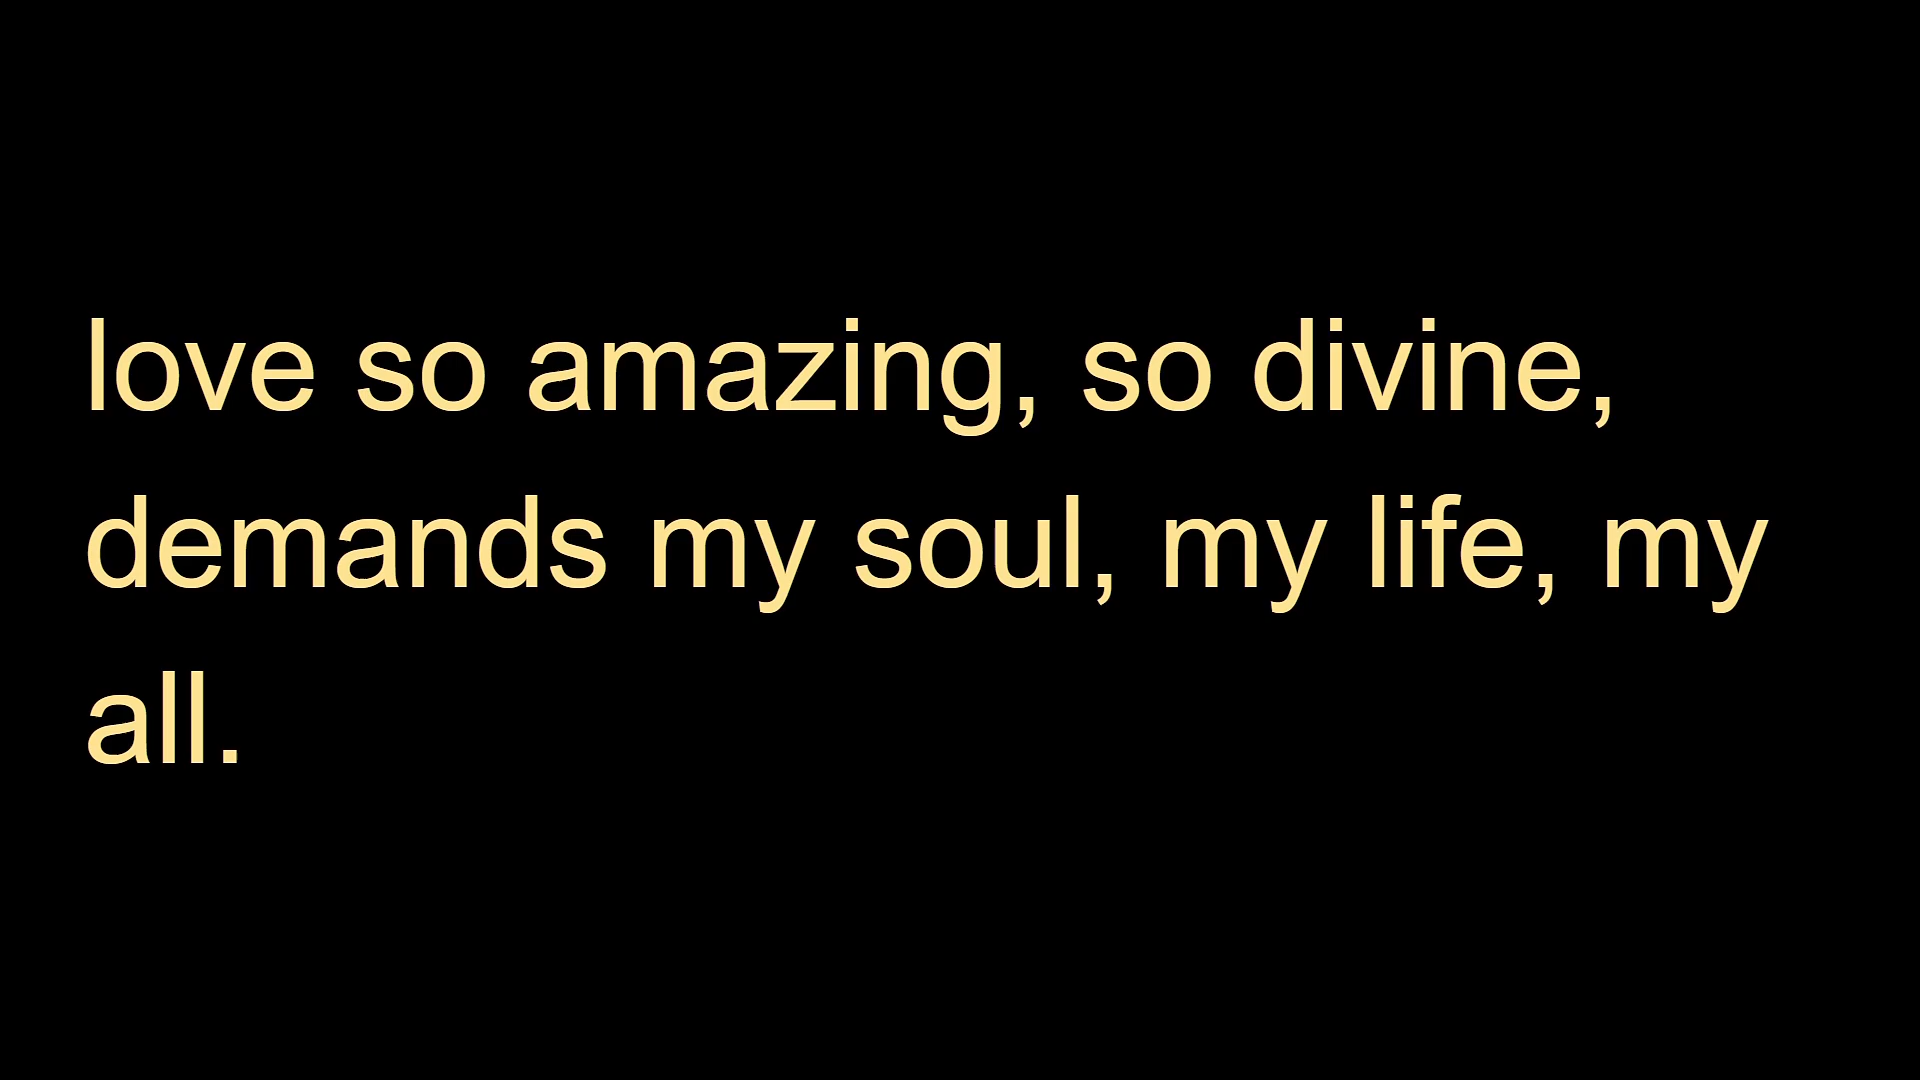 love so amazing, so divine,
demands my soul, my life, my
all.